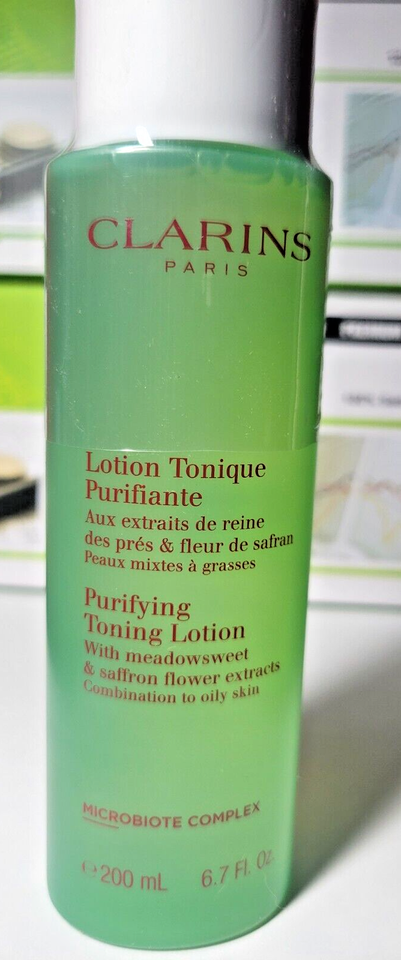 CLARINS
PARIS
Lotion Tonique
Purifiante
Aux extraits de reine
des prés & fleur de safran
Peaux mixtes à grasses
Purifying
Toning Lotion
With meadowsweet
& saffron flower extracts
Combination to oily skin
MICROBIOTE COMPLEX
℮200 mL 6.7 Fl. Oz.